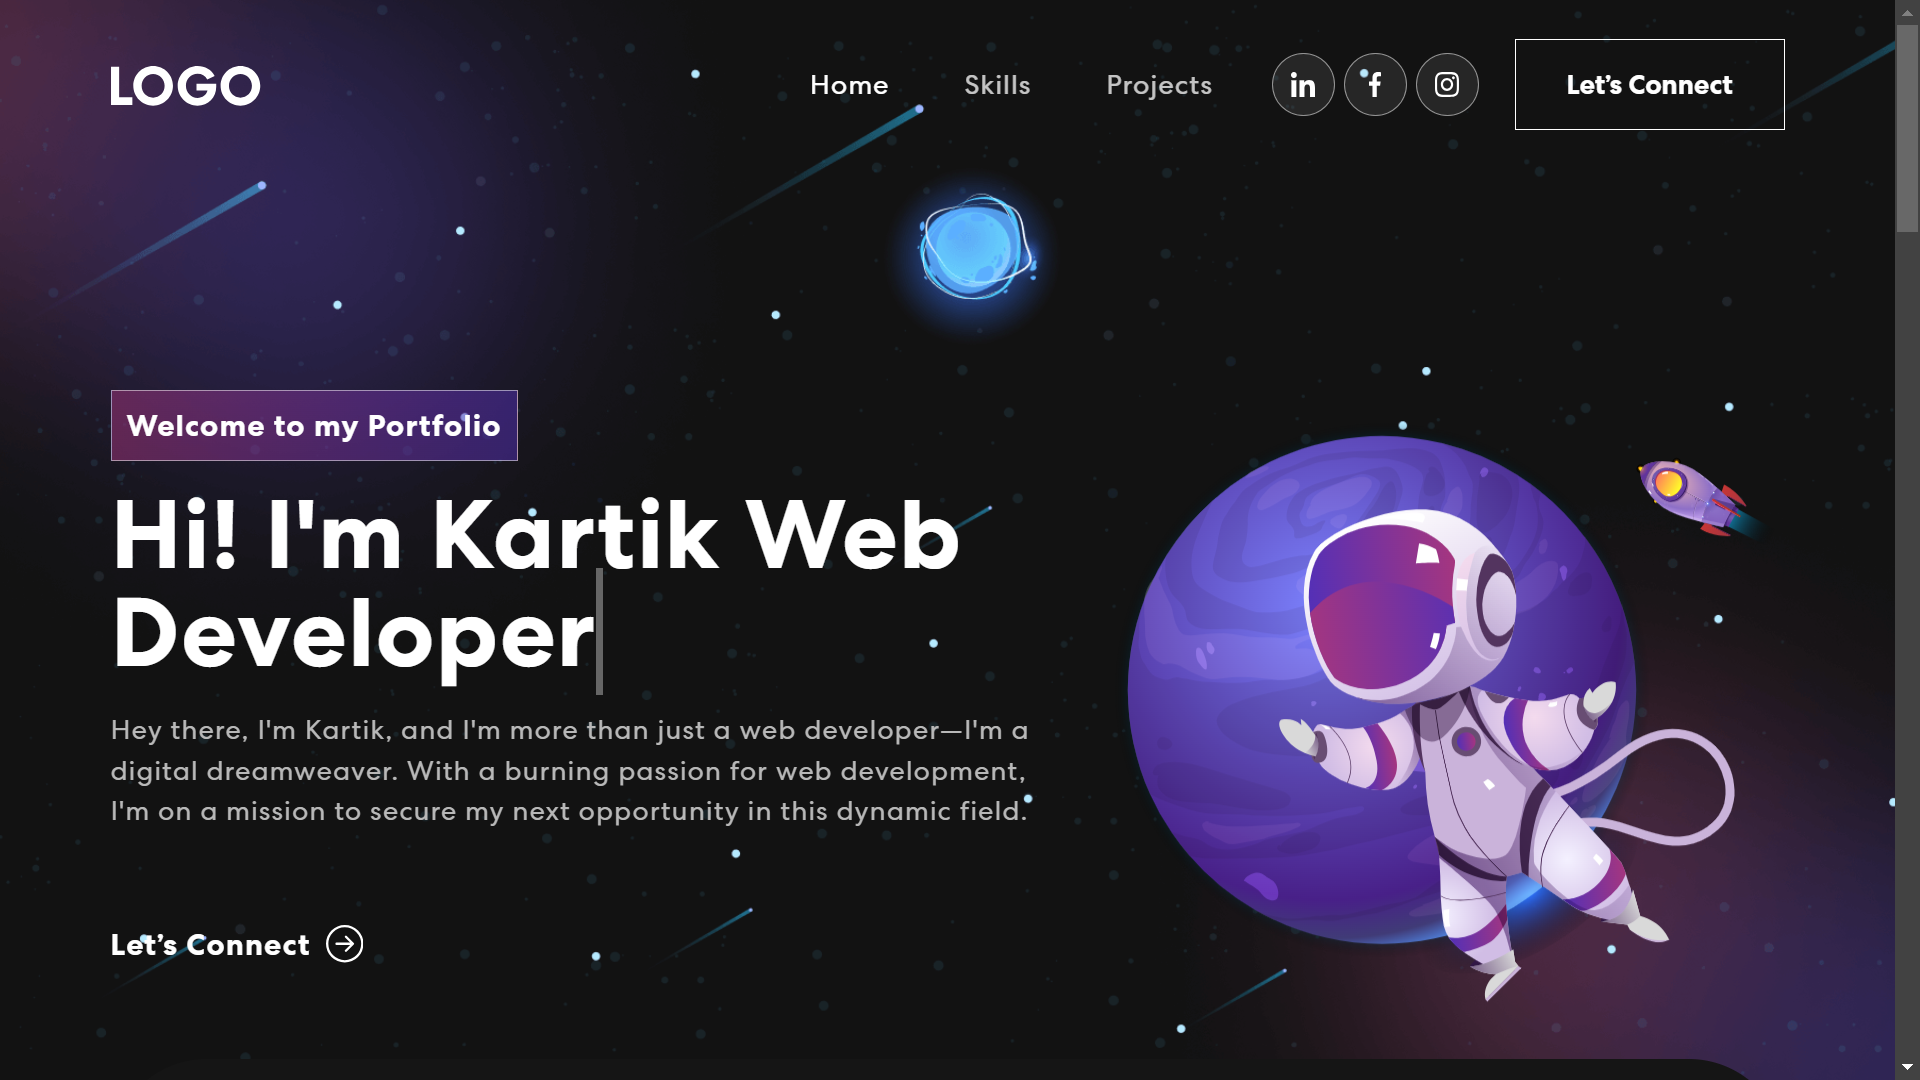 LOGO
Home
Skills
Projects
in
f
Let’s Connect
Welcome to my Portfolio
Hi! I'm Kartik Web
Developer
Hey there, I'm Kartik, and I'm more than just a web developer—I'm a
digital dreamweaver. With a burning passion for web development,
I'm on a mission to secure my next opportunity in this dynamic field.
Let’s Connect